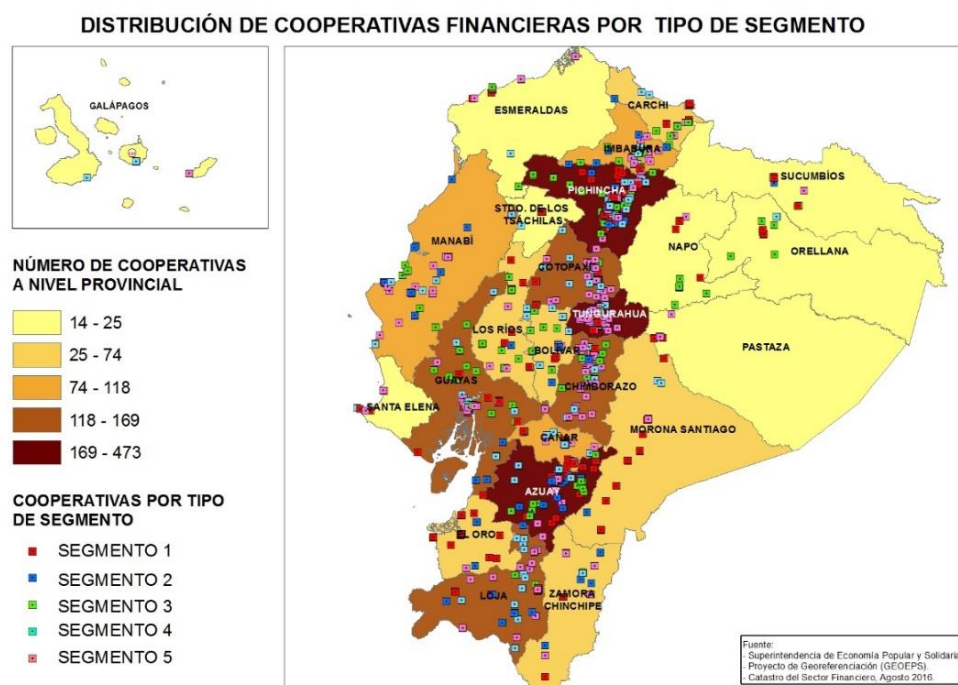 DISTRIBUCIÓN DE COOPERATIVAS FINANCIERAS POR TIPO DE SEGMENTO
GALÁPAGOS
ESMERALDAS
CARCHI
IMBABURA
SUCUMBÍOS
PICHINCHA
STDO. DE LOS
TSÁCHILAS
NAPO
ORELLANA
MANABÍ
COTOPAXI
TUNGURAHUA
LOS RÍOS
PASTAZA
BOLÍVAR
GUAYAS
CHIMBORAZO
SANTA ELENA
MORONA SANTIAGO
CAÑAR
AZUAY
EL ORO
LOJA
ZAMORA
CHINCHIPE
NÚMERO DE COOPERATIVAS
A NIVEL PROVINCIAL
14 - 25
25 - 74
74 - 118
118 - 169
169 - 473
COOPERATIVAS POR TIPO
DE SEGMENTO
SEGMENTO 1
SEGMENTO 2
SEGMENTO 3
SEGMENTO 4
SEGMENTO 5
Fuente:
- Superintendencia de Economía Popular y Solidaria
- Proyecto de Georeferenciación (GEOEPS).
- Catastro del Sector Financiero, Agosto 2016.